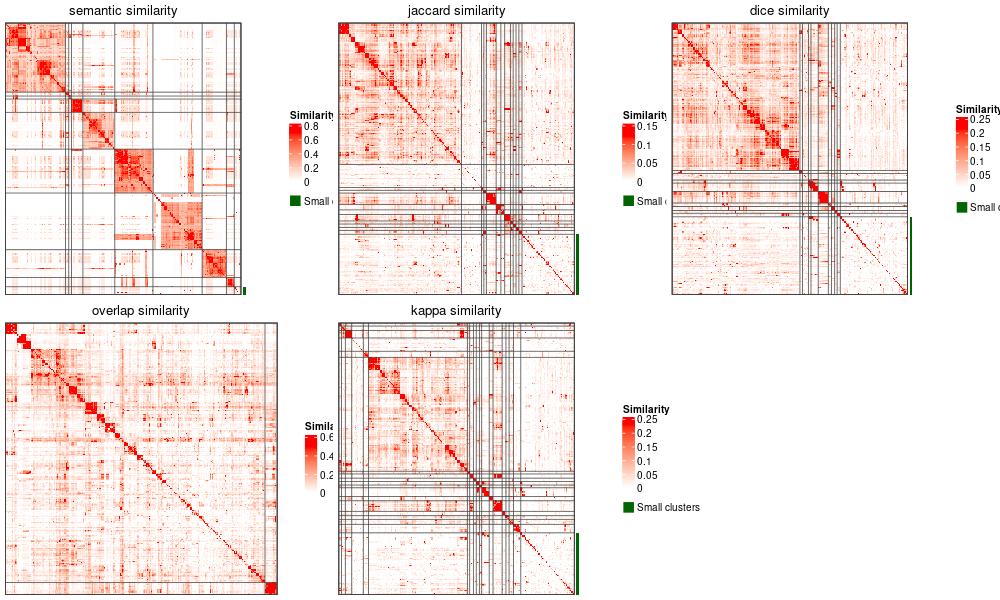 semantic similarity
Similarity
0.8
0.6
0.4
0.2
0
Small
jaccard similarity
Similarity
0.15
0.1
0.05
0
Small
dice similarity
Similarity
0.25
0.2
0.15
0.1
0.05
0
Small
overlap similarity
Simila
0.6
0.4
0.2
0
kappa similarity
Similarity
0.25
0.2
0.15
0.1
0.05
0
Small clusters